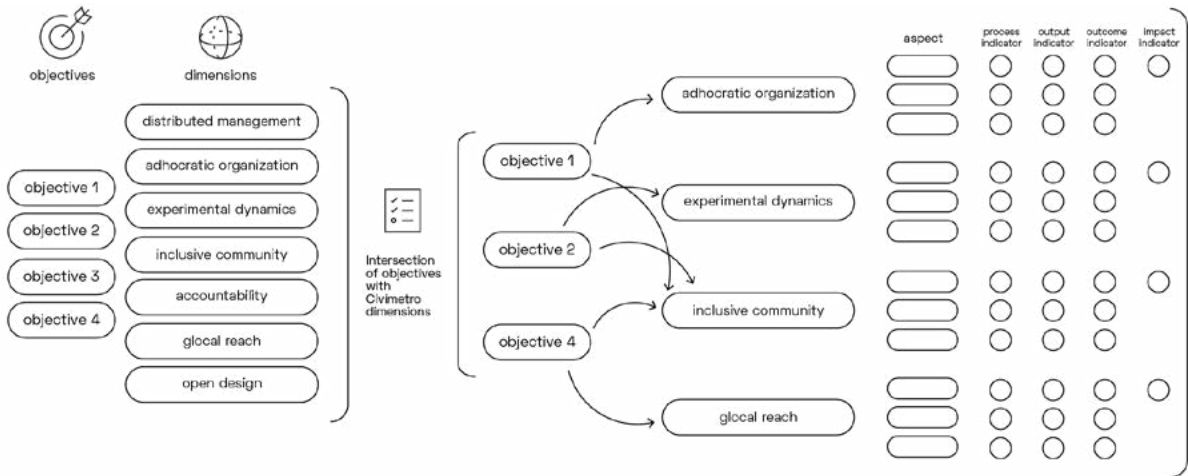 objectives
dimensions
objective 1
objective 2
objective 3
objective 4
distributed management
adhocratic organization
experimental dynamics
inclusive community
accountability
glocal reach
open design
Intersection
of objectives
with
Civimetro
dimensions
objective 1
objective 2
objective 4
adhocratic organization
experimental dynamics
inclusive community
glocal reach
aspect
process
indicator
output
indicator
outcome
indicator
impact
indicator